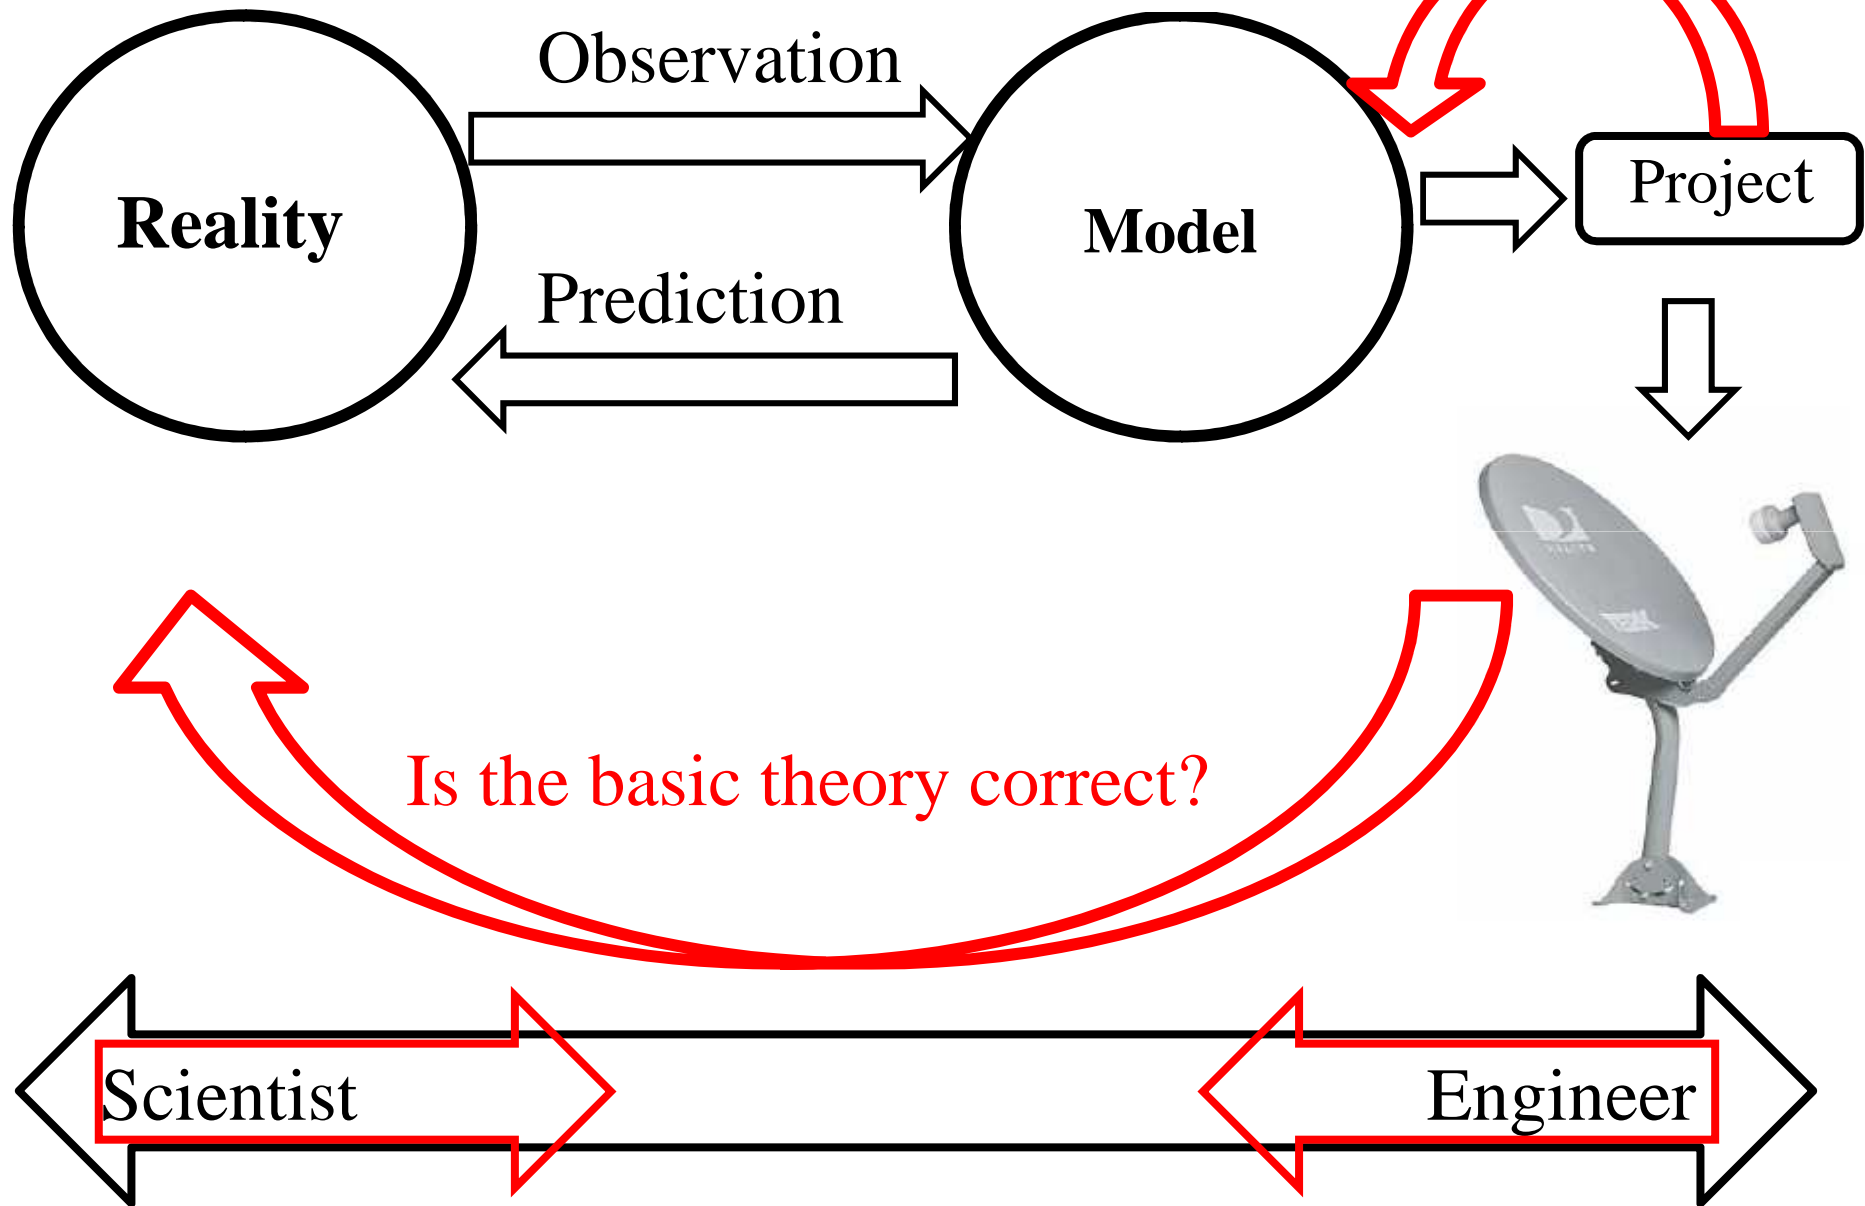 Observation
Reality
Model
Project
Prediction
Is the basic theory correct?
Scientist
Engineer